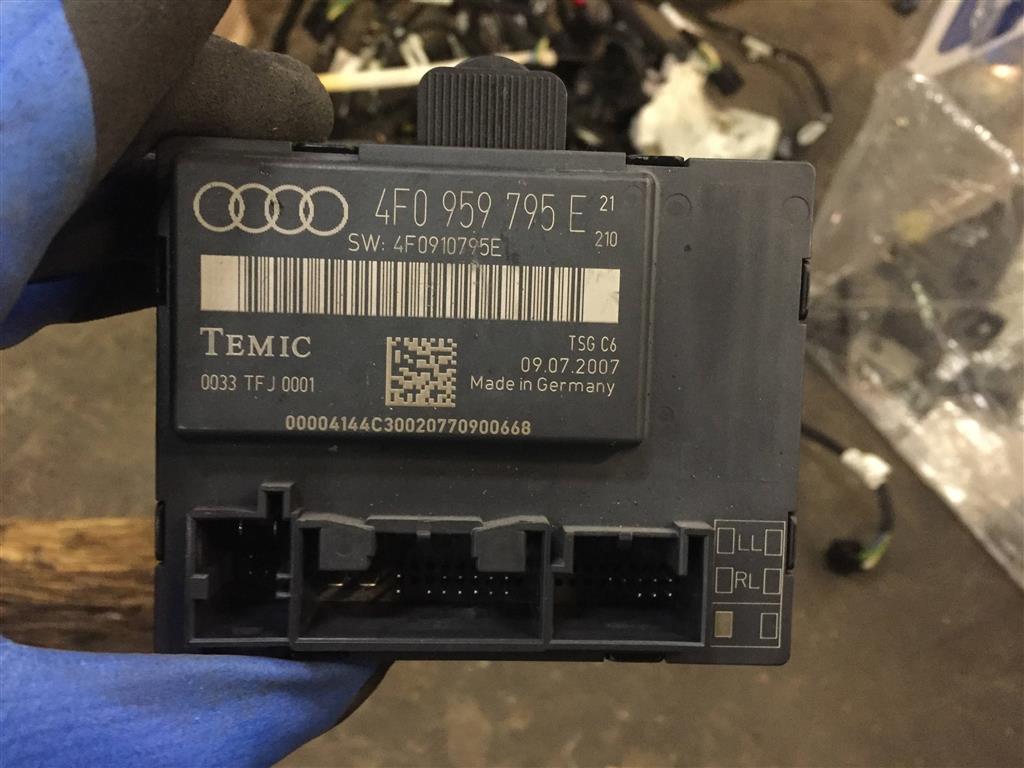 4F0 959 795 E 21
210
SW: 4F0910795E
TEMIC
TSG C6
09.07.2007
0033 TFJ 0001
Made in Germany
00004144C30020770900668
LL
RL